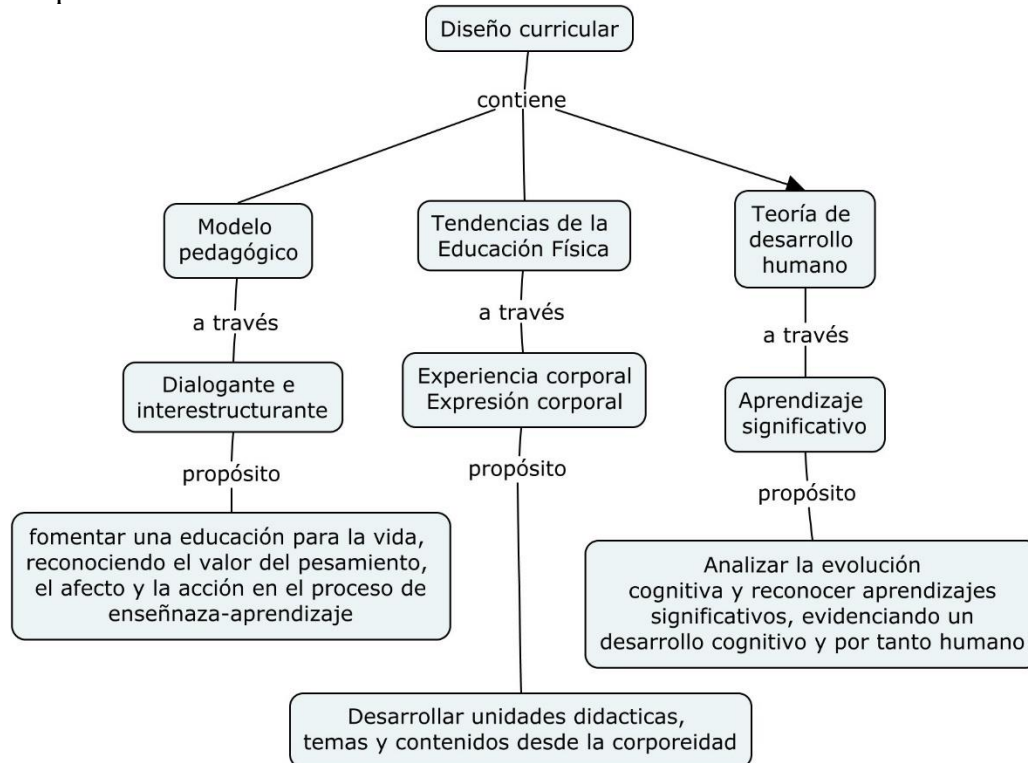 Diseño curricular
contiene
Modelo
pedagógico
Tendencias de la
Educación Física
Teoría de
desarrollo
humano
a través
a través
a través
Dialogante e
interestructurante
Experiencia corporal
Expresión corporal
Aprendizaje
significativo
propósito
propósito
propósito
fomentar una educación para la vida,
reconociendo el valor del pesamiento,
el afecto y la acción en el proceso de
enseñnaza-aprendizaje
Analizar la evolución
cognitiva y reconocer aprendizajes
significativos, evidenciando un
desarrollo cognitivo y por tanto humano
Desarrollar unidades didacticas,
temas y contenidos desde la corporeidad